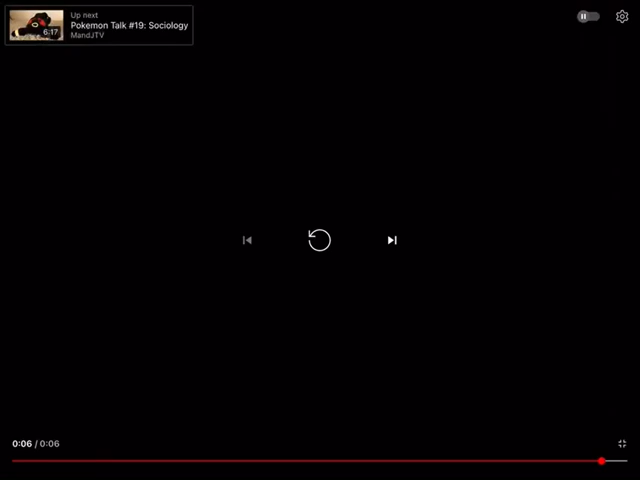 Up next
Pokemon Talk #19: Sociology
MandJTV
6:17
0:06 / 0:06